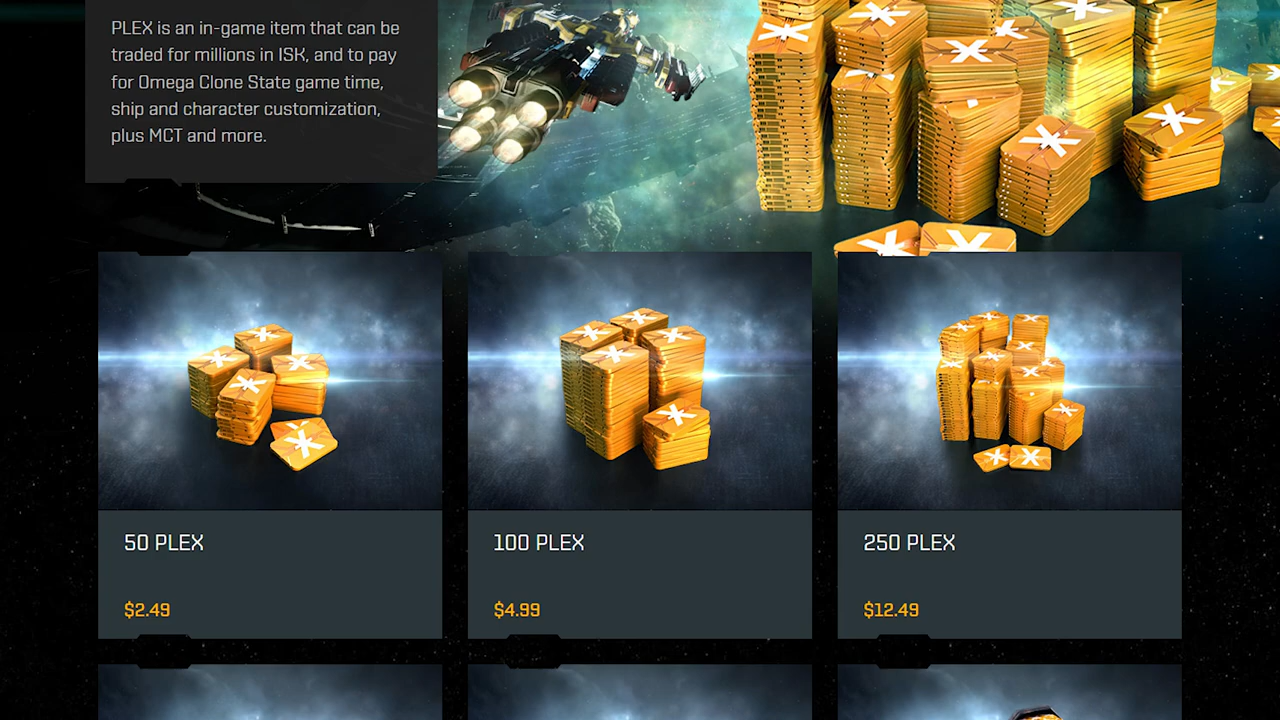 PLEX is an in-game item that can be
traded for millions in ISK, and to pay
for Omega Clone State game time,
ship and character customization,
plus MCT and more.
50 PLEX
100 PLEX
250 PLEX
$2.49
$4.99
$12.49